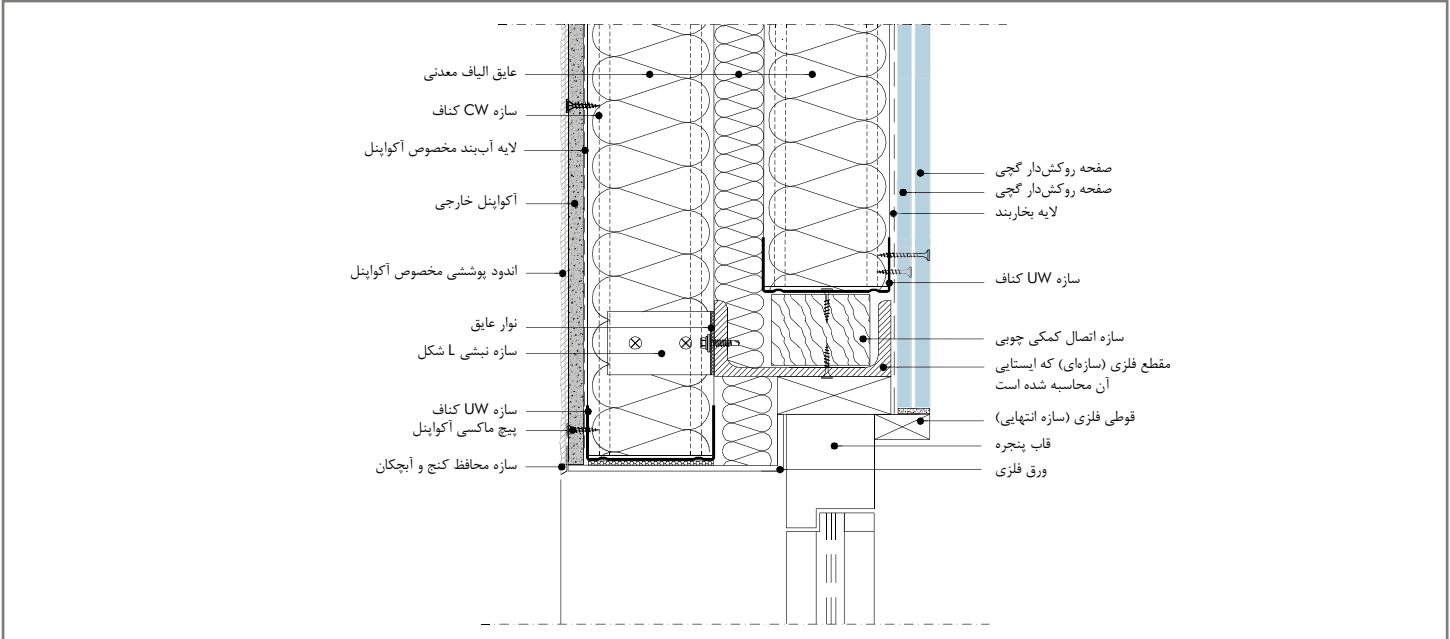 عایق الیاف معدنی
سازه CW کناف
لایه آب‌بند مخصوص آکواپنل
آکواپنل خارجی
اندود پوششی مخصوص آکواپنل
نوار عایق
سازه نبشی L شکل
سازه UW کناف
پیچ ماکسی آکواپنل
سازه محافظ کنج و آبچکان
صفحه روکش‌دار گچی
صفحه روکش‌دار گچی
لایه بخاربند
سازه UW کناف
سازه اتصال کمکی چوبی
مقطع فلزی (سازه‌ای) که ایستایی
آن محاسبه شده است
قوطی فلزی (سازه انتهایی)
قاب پنجره
ورق فلزی